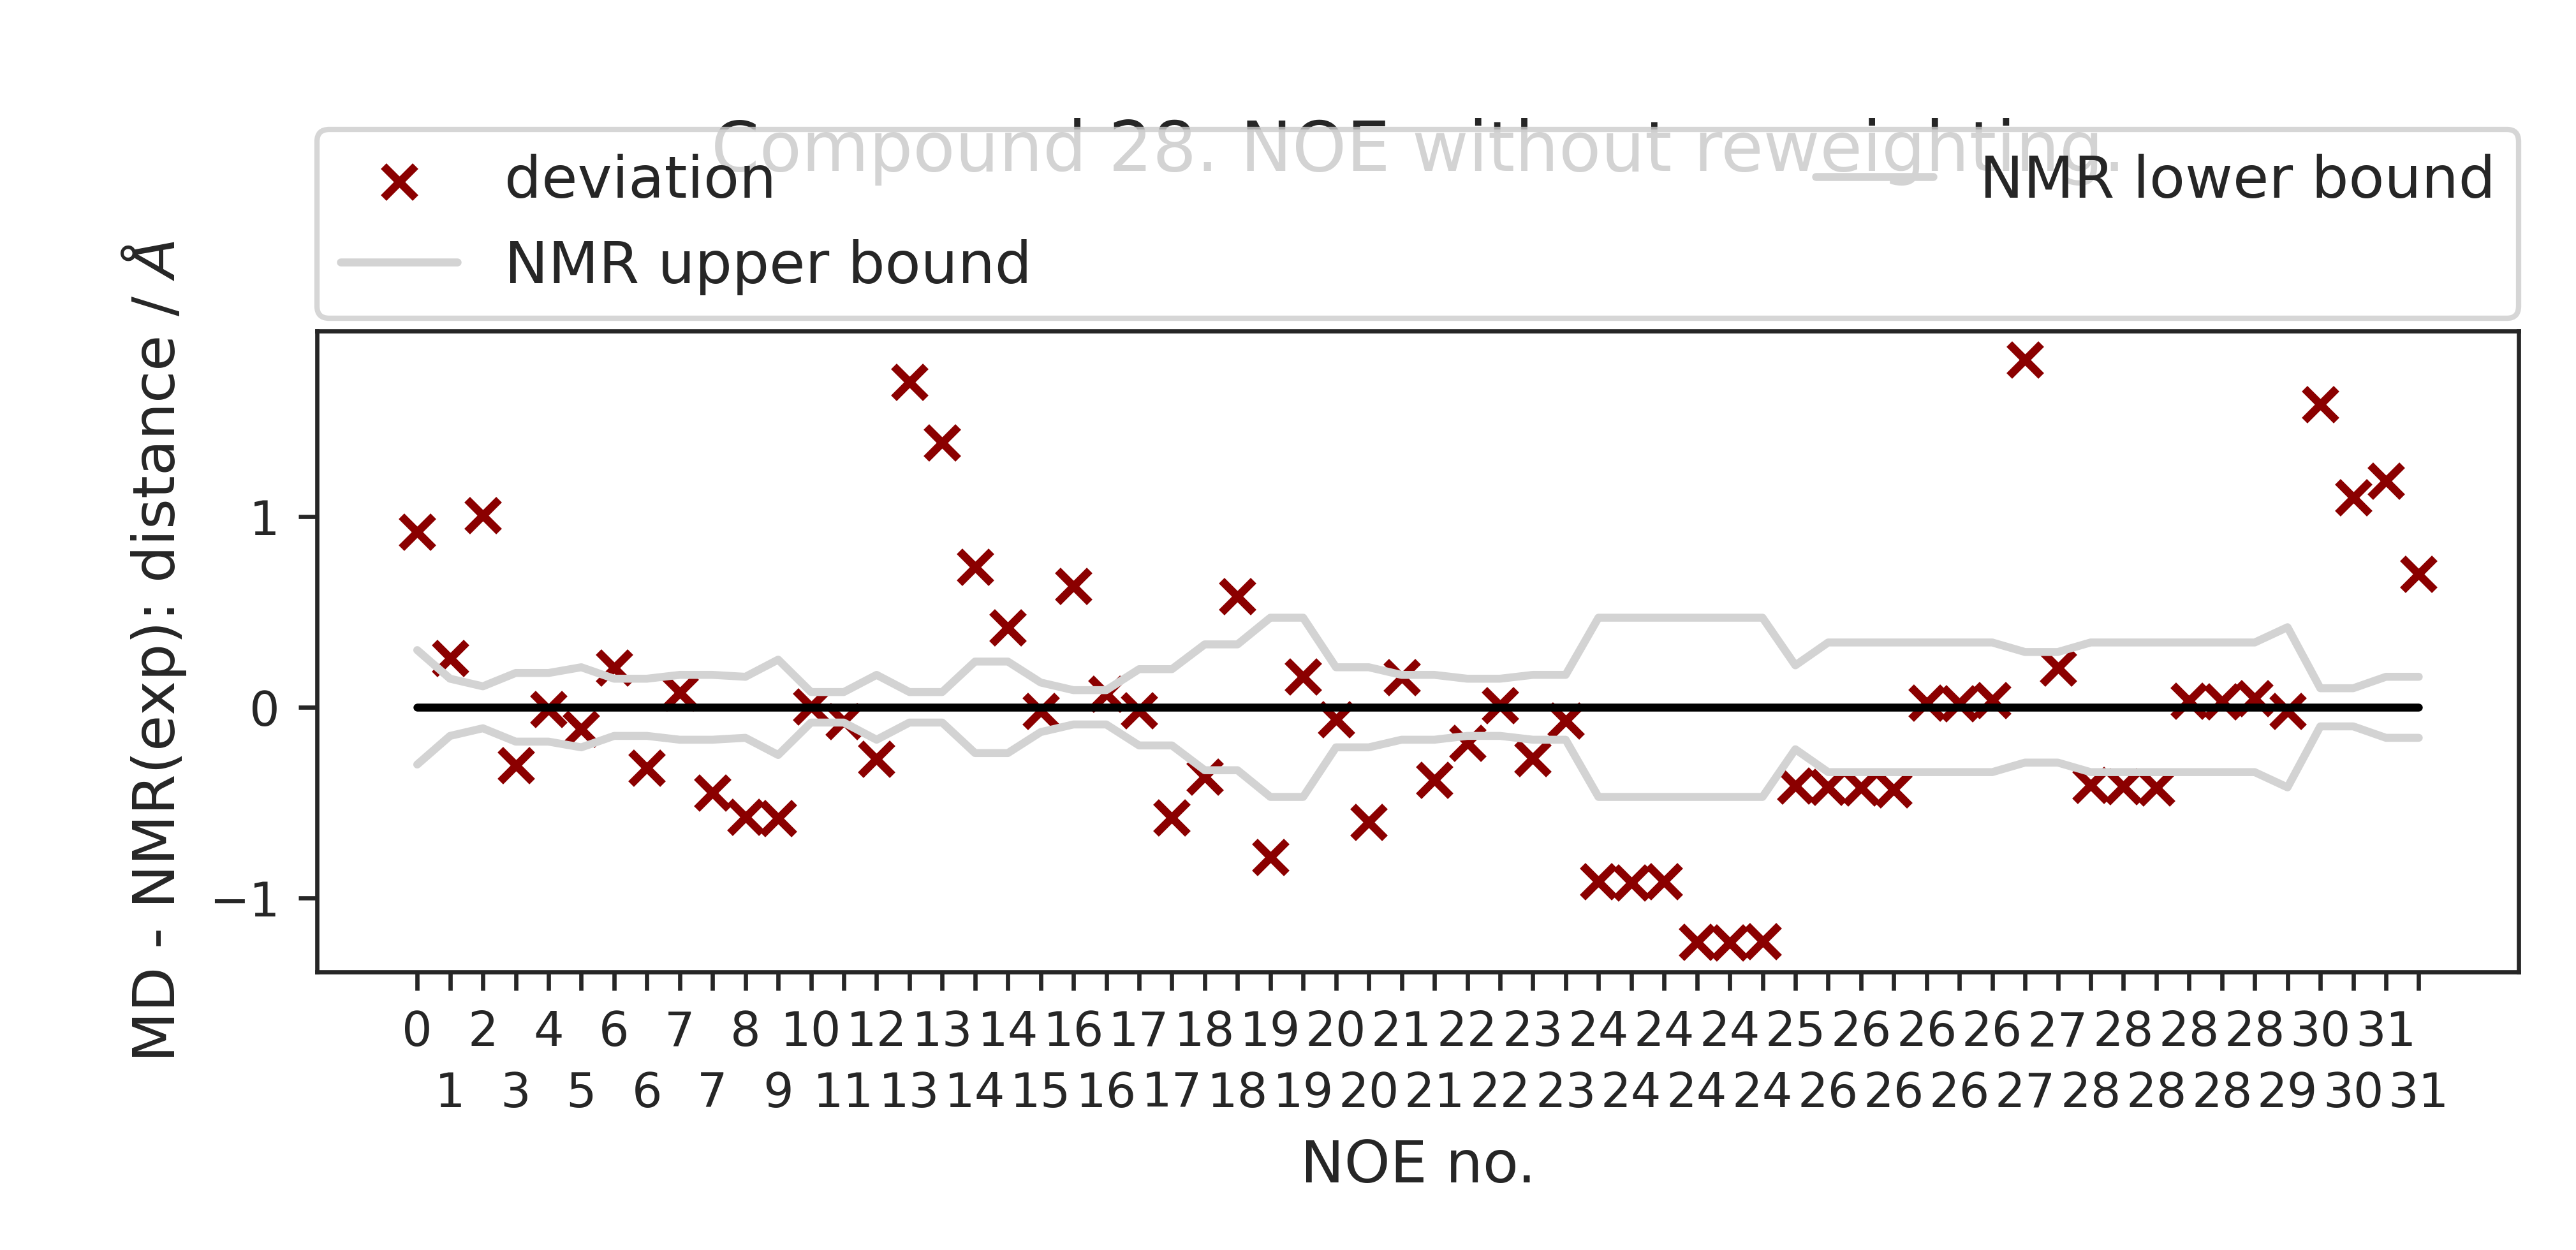 Compound 28. NOE without reweighting.
deviation
NMR upper bound
NMR lower bound
MD - NMR(exp): distance / Å
1
0
−1
0 2 4 6 7 8 10 12 13 14 16 17 18 19 20 21 22 23 24 24 24 25 26 26 26 27 28 28 28 30 31
1 3 5 6 7 9 11 13 14 15 16 17 18 19 20 21 22 23 24 24 24 26 26 26 27 28 28 28 29 30 31
NOE no.